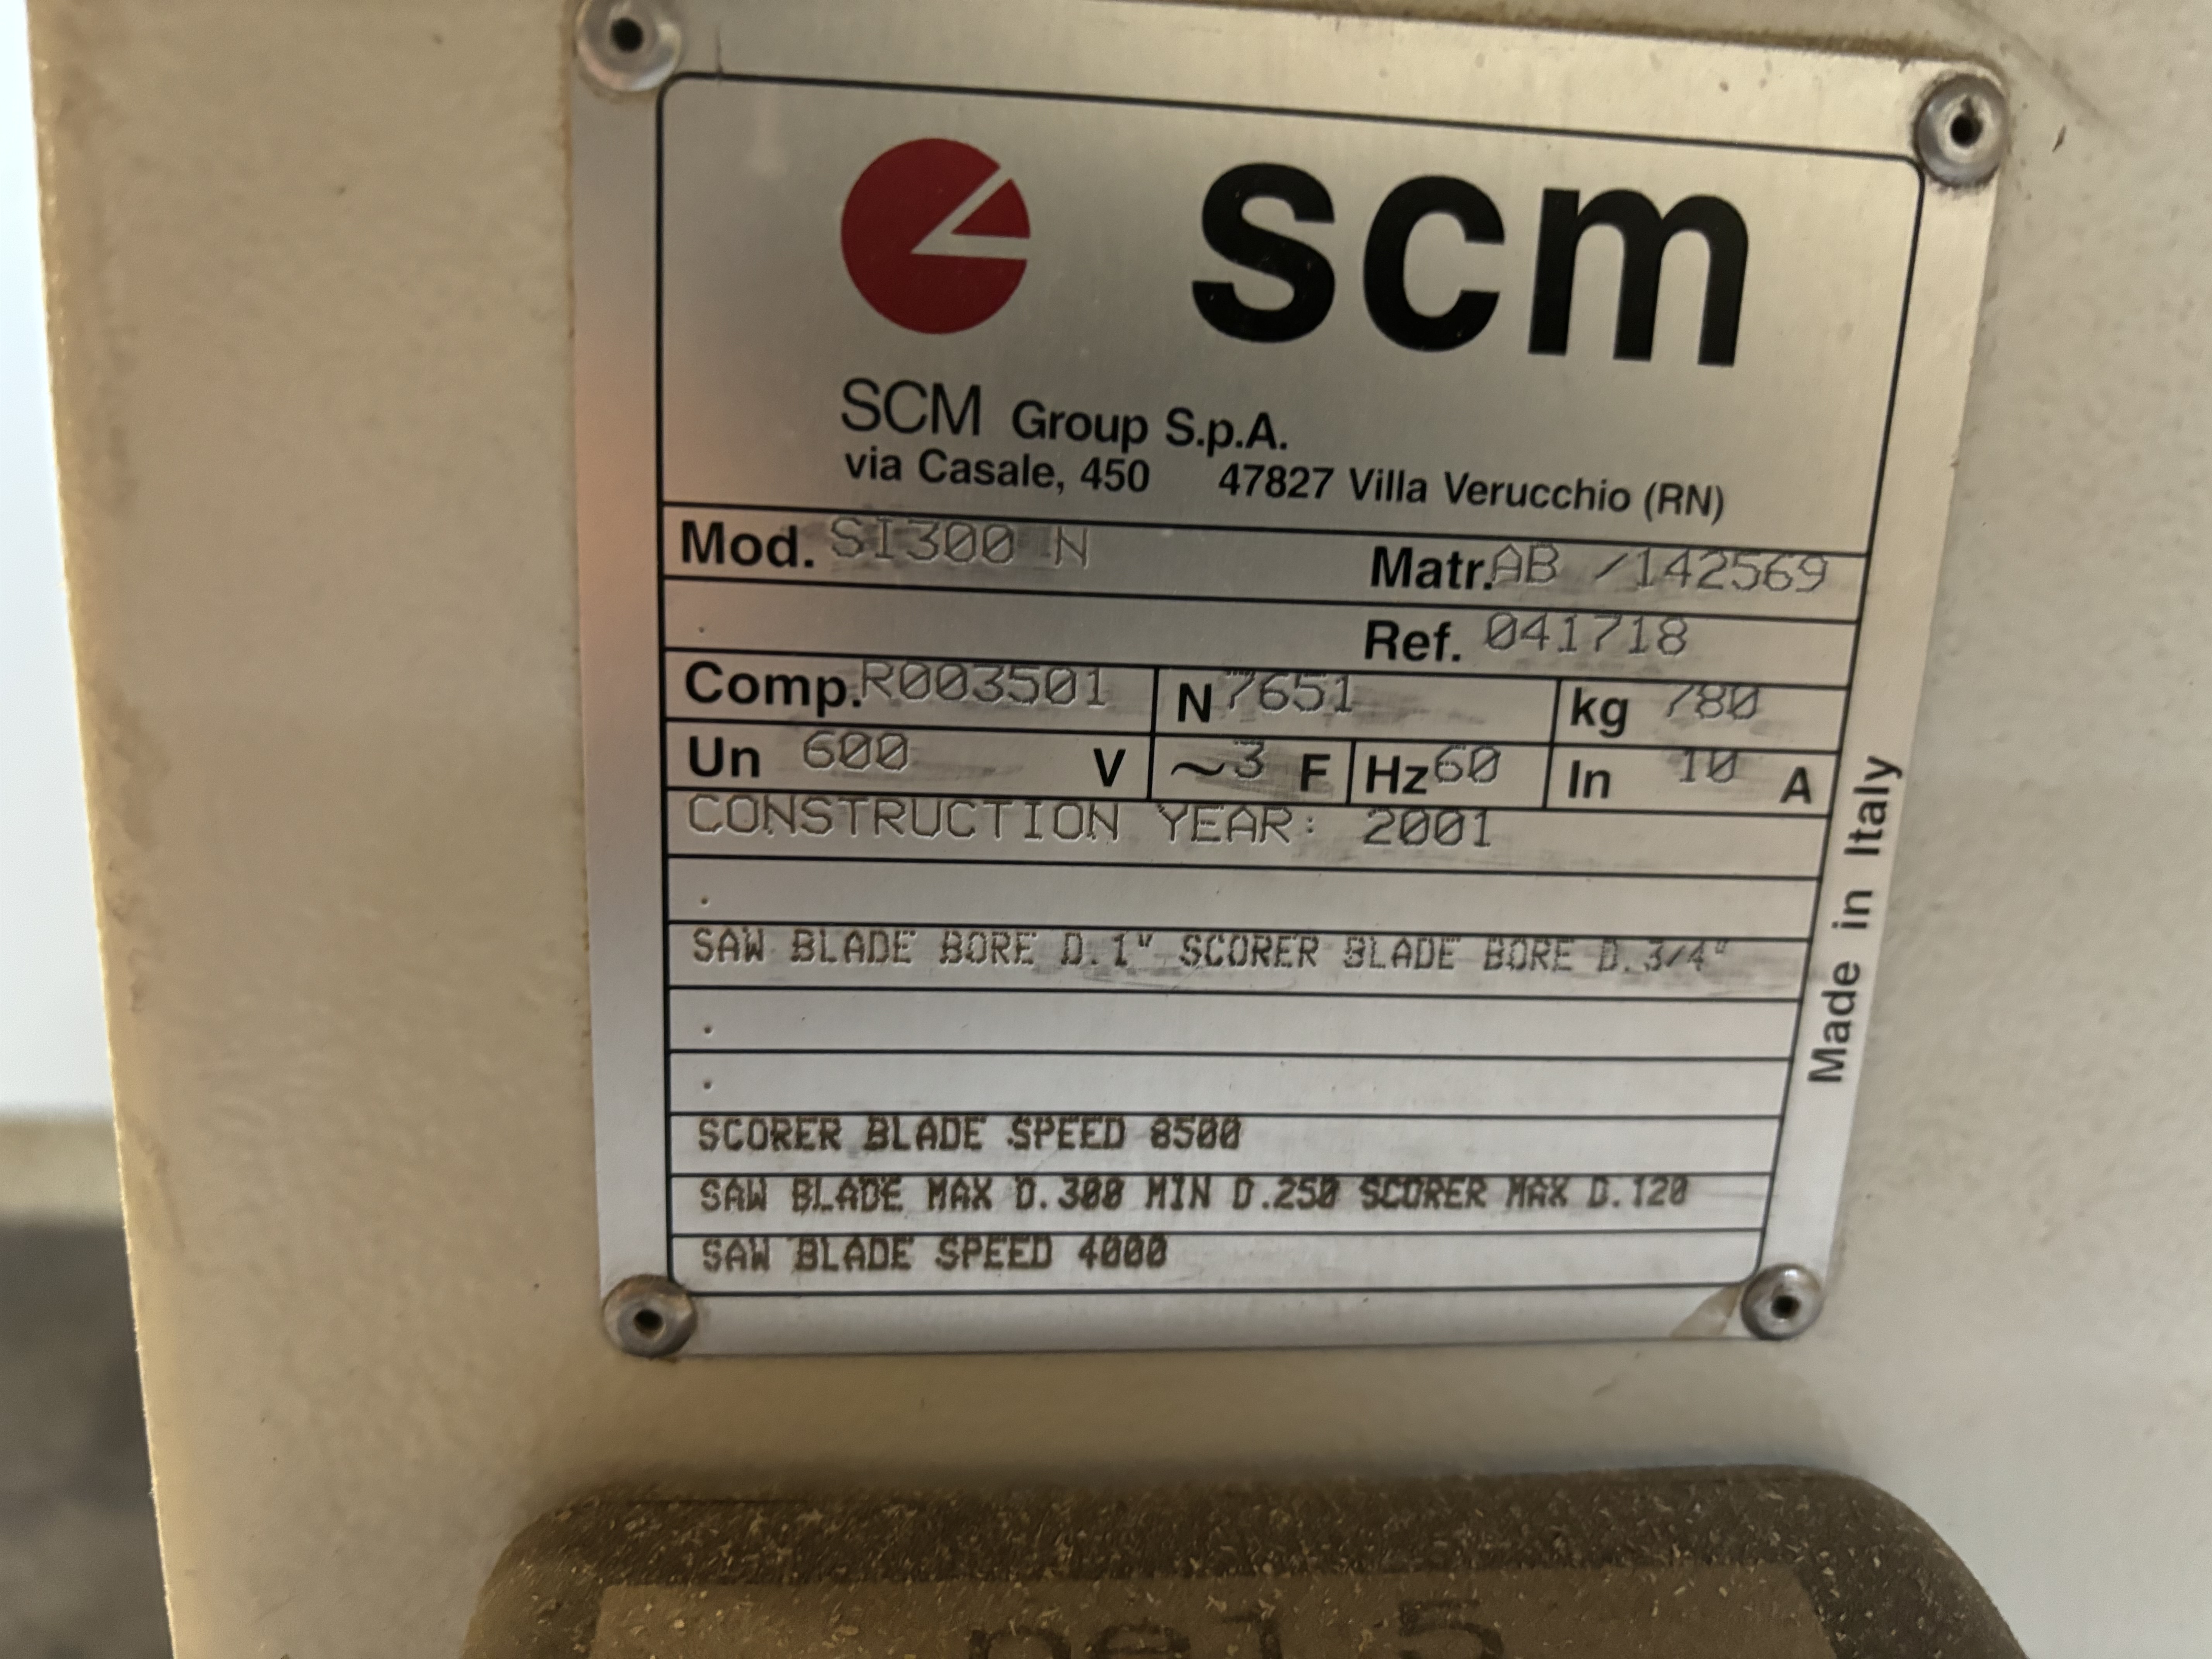 scm
SCM Group S.p.A.
via Casale, 450 47827 Villa Verucchio (RN)
Mod. SI300 N Matr. AB /142569
Ref. 041718
Comp. R003501 N 7651 kg 780
Un 600 V ~3 F Hz 60 In 10 A
CONSTRUCTION YEAR: 2001
.
SAW BLADE BORE D.1" SCORER BLADE BORE D.3/4"
.
.
SCORER BLADE SPEED 8500
SAW BLADE MAX D.300 MIN D.250 SCORER MAX D.120
SAW BLADE SPEED 4000
Made in Italy